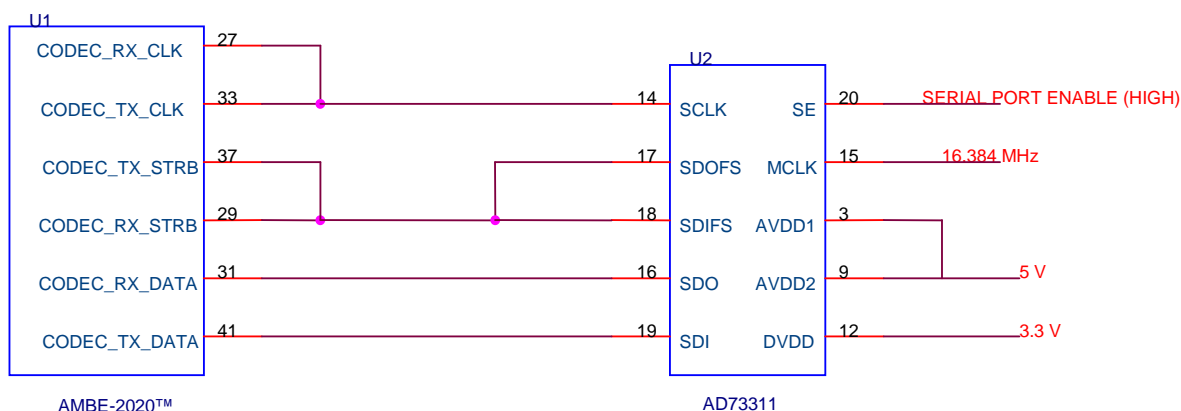 U1
27
CODEC_RX_CLK
U2
33
14
20
SERIAL PORT ENABLE (HIGH)
CODEC_TX_CLK
SCLK
SE
37
17
15
16.384 MHz
CODEC_TX_STRB
SDOFS
MCLK
29
18
3
CODEC_RX_STRB
SDIFS
AVDD1
31
16
9
5 V
CODEC_RX_DATA
SDO
AVDD2
41
19
12
3.3 V
CODEC_TX_DATA
SDI
DVDD
AMBE-2020™
AD73311